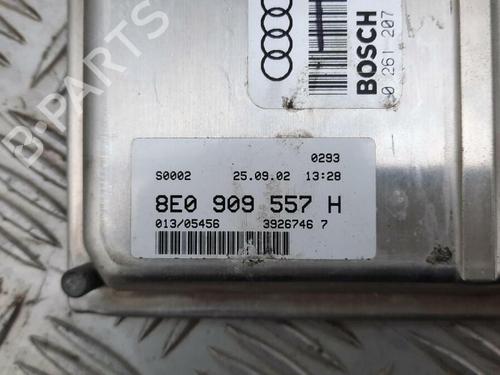 BOSCH
0 261 207
0293
S0002 25.09.02 13:28
8E0 909 557 H
013/05456 3926746 7
B-PARTS